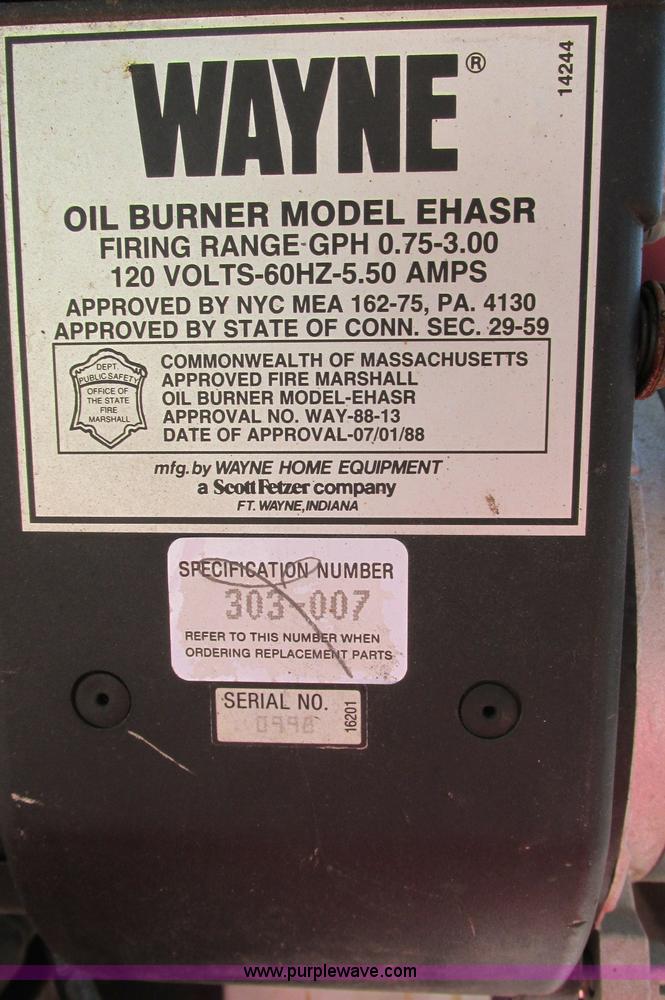 WAYNE®
14244
OIL BURNER MODEL EHASR
FIRING RANGE-GPH 0.75-3.00
120 VOLTS-60HZ-5.50 AMPS
APPROVED BY NYC MEA 162-75, PA. 4130
APPROVED BY STATE OF CONN. SEC. 29-59
DEPT.
PUBLIC SAFETY
OFFICE OF
THE STATE
FIRE
MARSHALL
COMMONWEALTH OF MASSACHUSETTS
APPROVED FIRE MARSHALL
OIL BURNER MODEL-EHASR
APPROVAL NO. WAY-88-13
DATE OF APPROVAL-07/01/88
mfg. by WAYNE HOME EQUIPMENT
a Scott Fetzer company
FT. WAYNE, INDIANA
SPECIFICATION NUMBER
303-007
REFER TO THIS NUMBER WHEN
ORDERING REPLACEMENT PARTS
SERIAL NO.
16201
www.purplewave.com